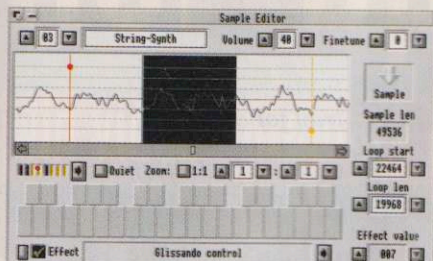 Sample Editor
03 String-Synth Volume 40 Finetune 0
Sample
Sample len
49536
Loop start
22464
Loop len
19968
Quiet Zoom: 1:1 1 : 1
Effect value
Effect Glissando control 007